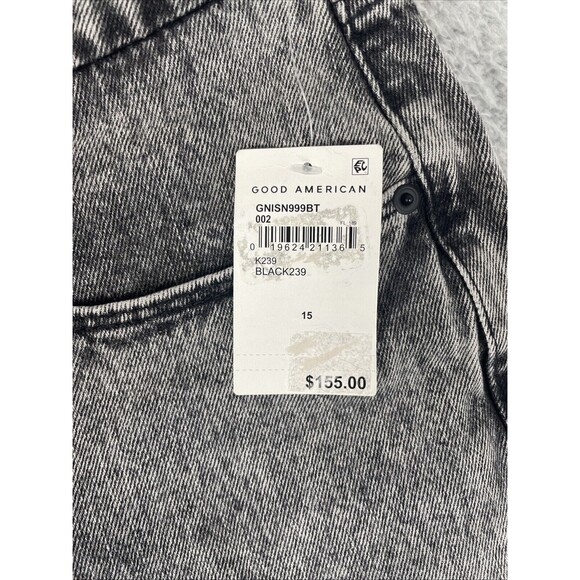 GOOD AMERICAN
GNISN999BT
002
0 19624 21136 5
K239
BLACK239
15
$155.00